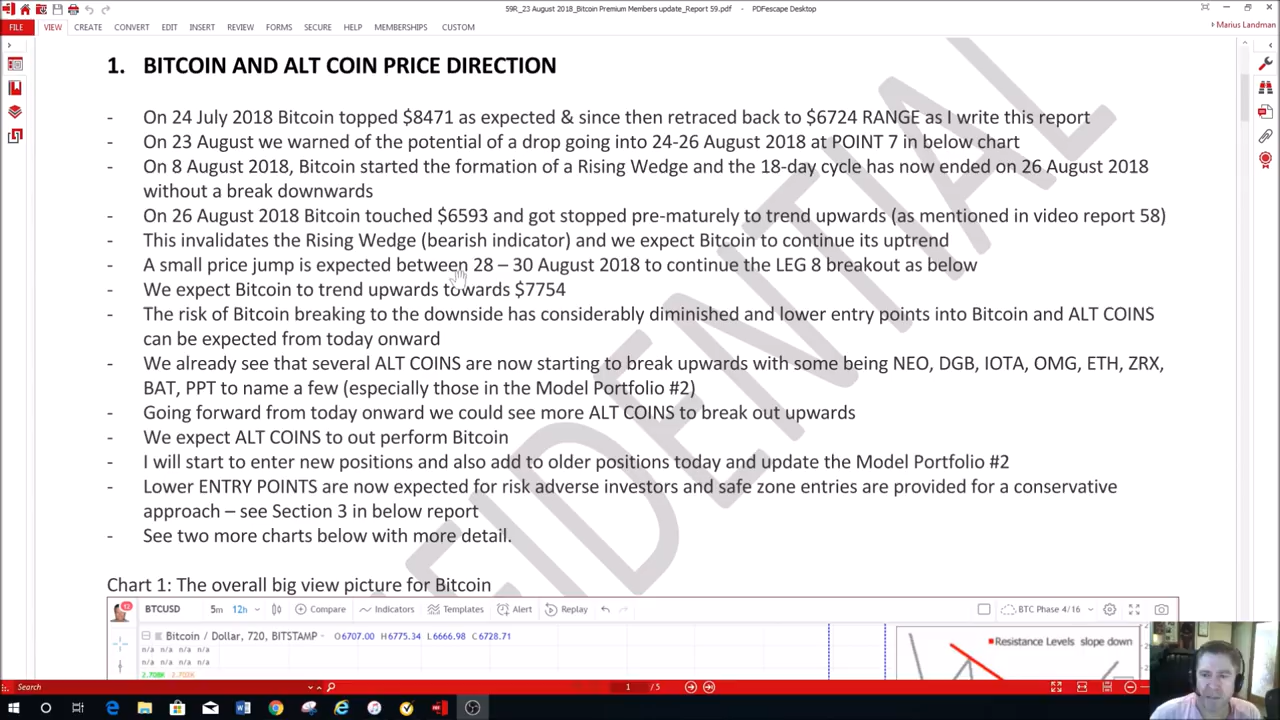 59R_23 August 2018_Bitcoin Premium Members update_Report 59.pdf - PDFescape Desktop
FILE VIEW CREATE CONVERT EDIT INSERT REVIEW FORMS SECURE HELP MEMBERSHIPS CUSTOM
Marius Landman
1. BITCOIN AND ALT COIN PRICE DIRECTION
- On 24 July 2018 Bitcoin topped $8471 as expected & since then retraced back to $6724 RANGE as I write this report
- On 23 August we warned of the potential of a drop going into 24-26 August 2018 at POINT 7 in below chart
- On 8 August 2018, Bitcoin started the formation of a Rising Wedge and the 18-day cycle has now ended on 26 August 2018
without a break downwards
- On 26 August 2018 Bitcoin touched $6593 and got stopped pre-maturely to trend upwards (as mentioned in video report 58)
- This invalidates the Rising Wedge (bearish indicator) and we expect Bitcoin to continue its uptrend
- A small price jump is expected between 28 – 30 August 2018 to continue the LEG 8 breakout as below
- We expect Bitcoin to trend upwards towards $7754
- The risk of Bitcoin breaking to the downside has considerably diminished and lower entry points into Bitcoin and ALT COINS
can be expected from today onward
- We already see that several ALT COINS are now starting to break upwards with some being NEO, DGB, IOTA, OMG, ETH, ZRX,
BAT, PPT to name a few (especially those in the Model Portfolio #2)
- Going forward from today onward we could see more ALT COINS to break out upwards
- We expect ALT COINS to out perform Bitcoin
- I will start to enter new positions and also add to older positions today and update the Model Portfolio #2
- Lower ENTRY POINTS are now expected for risk adverse investors and safe zone entries are provided for a conservative
approach – see Section 3 in below report
- See two more charts below with more detail.
Chart 1: The overall big view picture for Bitcoin
BTCUSD 5m 12h Compare Indicators Templates Alert Replay BTC Phase 4/16
Bitcoin / Dollar, 720, BITSTAMP O6707.00 H6775.34 L6666.98 C6728.71
n/a n/a n/a n/a
n/a n/a n/a n/a
Resistance Levels slope down
FIDENTIAL
Search 1 / 5